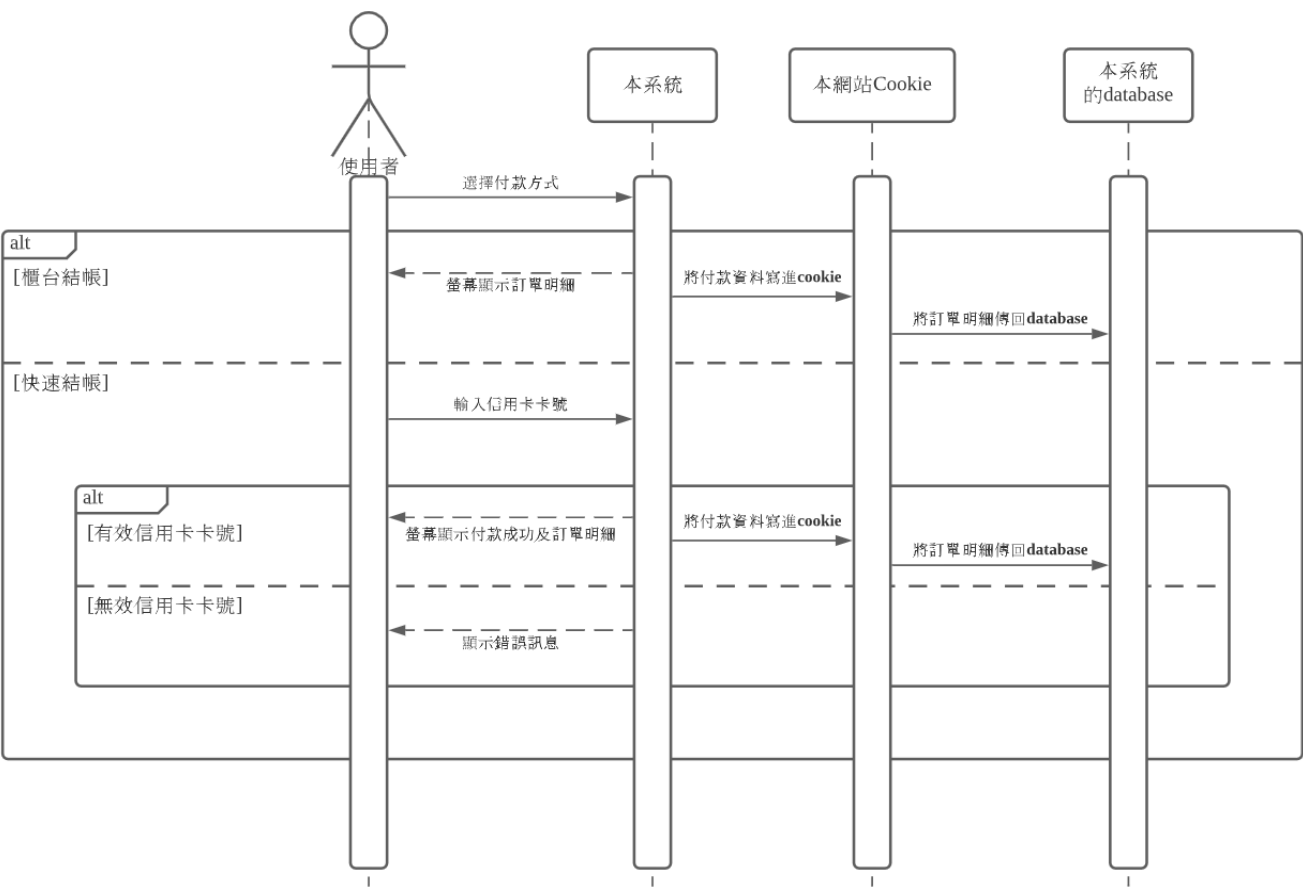 本系統
本網站Cookie
本系統
的database
使用者
選擇付款方式
alt
[櫃台結帳]
螢幕顯示訂單明細
將付款資料寫進cookie
將訂單明細傳回database
[快速結帳]
輸入信用卡卡號
alt
[有效信用卡卡號]
螢幕顯示付款成功及訂單明細
將付款資料寫進cookie
將訂單明細傳回database
[無效信用卡卡號]
顯示錯誤訊息